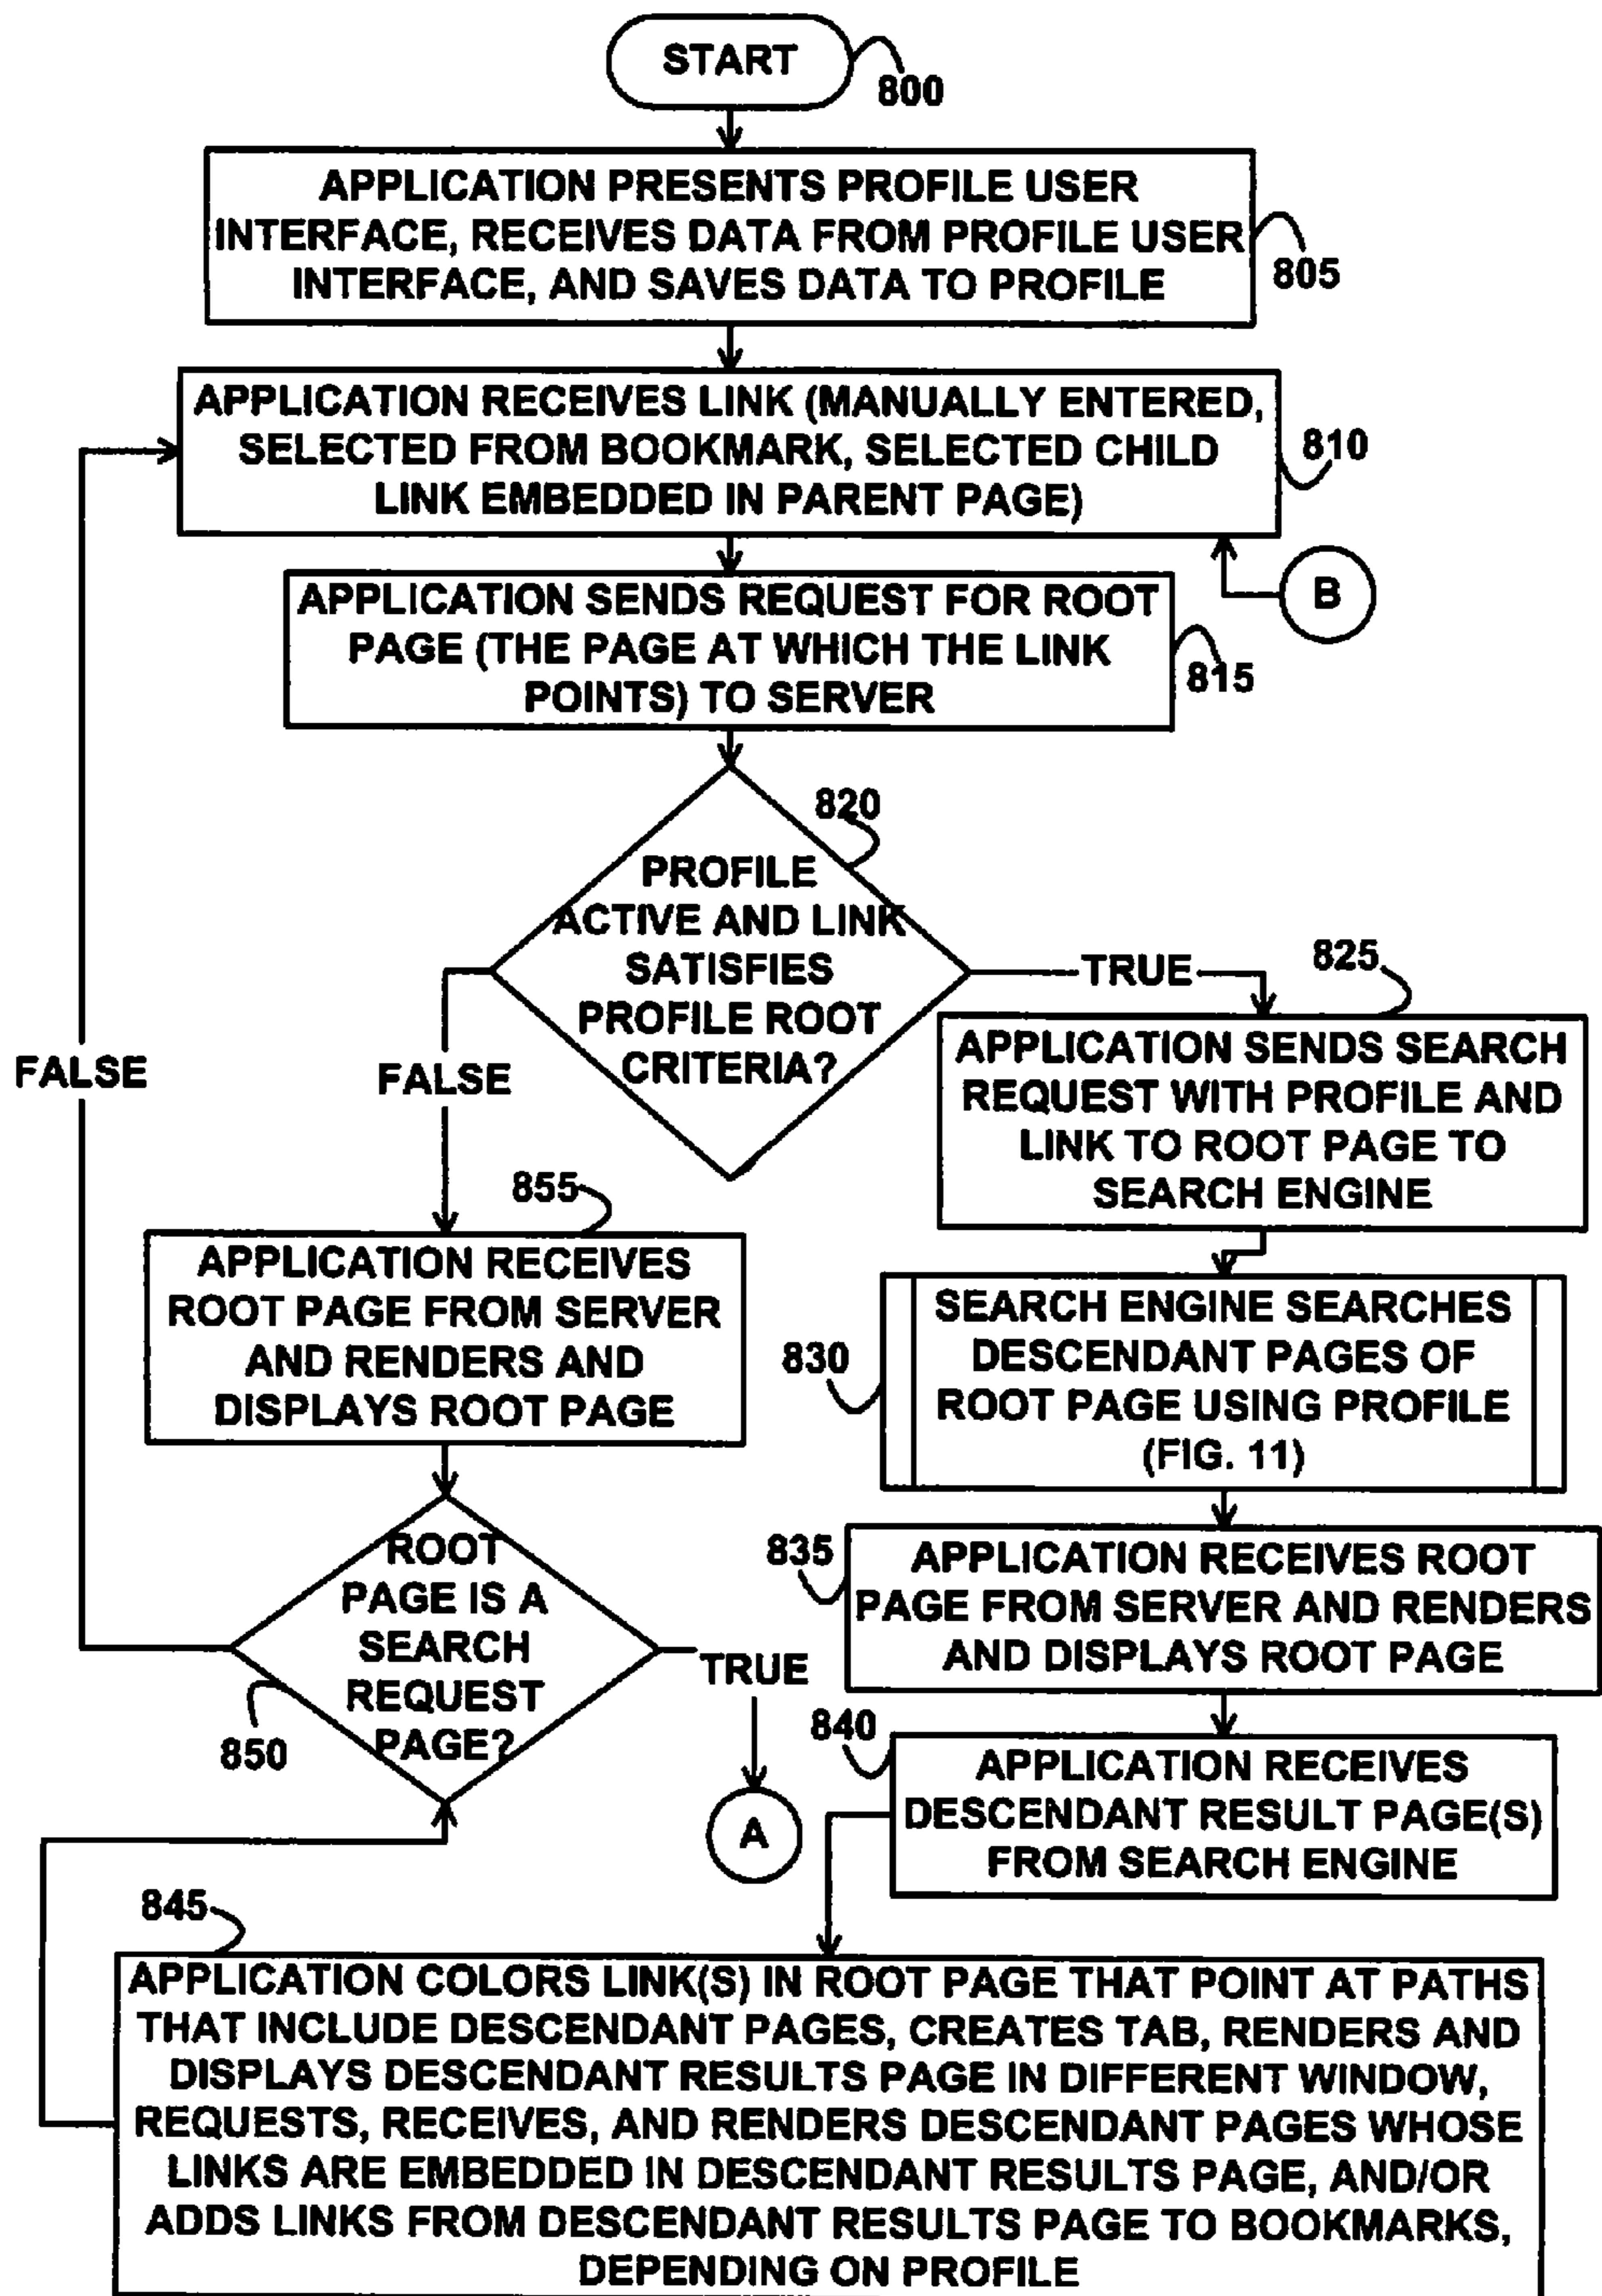 START
800
APPLICATION PRESENTS PROFILE USER
INTERFACE, RECEIVES DATA FROM PROFILE USER
INTERFACE, AND SAVES DATA TO PROFILE
805
APPLICATION RECEIVES LINK (MANUALLY ENTERED,
SELECTED FROM BOOKMARK, SELECTED CHILD
LINK EMBEDDED IN PARENT PAGE)
810
B
APPLICATION SENDS REQUEST FOR ROOT
PAGE (THE PAGE AT WHICH THE LINK
POINTS) TO SERVER
815
820
PROFILE
ACTIVE AND LINK
SATISFIES
PROFILE ROOT
CRITERIA?
TRUE
FALSE
FALSE
825
APPLICATION SENDS SEARCH
REQUEST WITH PROFILE AND
LINK TO ROOT PAGE TO
SEARCH ENGINE
855
APPLICATION RECEIVES
ROOT PAGE FROM SERVER
AND RENDERS AND
DISPLAYS ROOT PAGE
830
SEARCH ENGINE SEARCHES
DESCENDANT PAGES OF
ROOT PAGE USING PROFILE
(FIG. 11)
835
APPLICATION RECEIVES ROOT
PAGE FROM SERVER AND RENDERS
AND DISPLAYS ROOT PAGE
ROOT
PAGE IS A
SEARCH
REQUEST
PAGE?
850
TRUE
A
840
APPLICATION RECEIVES
DESCENDANT RESULT PAGE(S)
FROM SEARCH ENGINE
845
APPLICATION COLORS LINK(S) IN ROOT PAGE THAT POINT AT PATHS
THAT INCLUDE DESCENDANT PAGES, CREATES TAB, RENDERS AND
DISPLAYS DESCENDANT RESULTS PAGE IN DIFFERENT WINDOW,
REQUESTS, RECEIVES, AND RENDERS DESCENDANT PAGES WHOSE
LINKS ARE EMBEDDED IN DESCENDANT RESULTS PAGE, AND/OR
ADDS LINKS FROM DESCENDANT RESULTS PAGE TO BOOKMARKS,
DEPENDING ON PROFILE